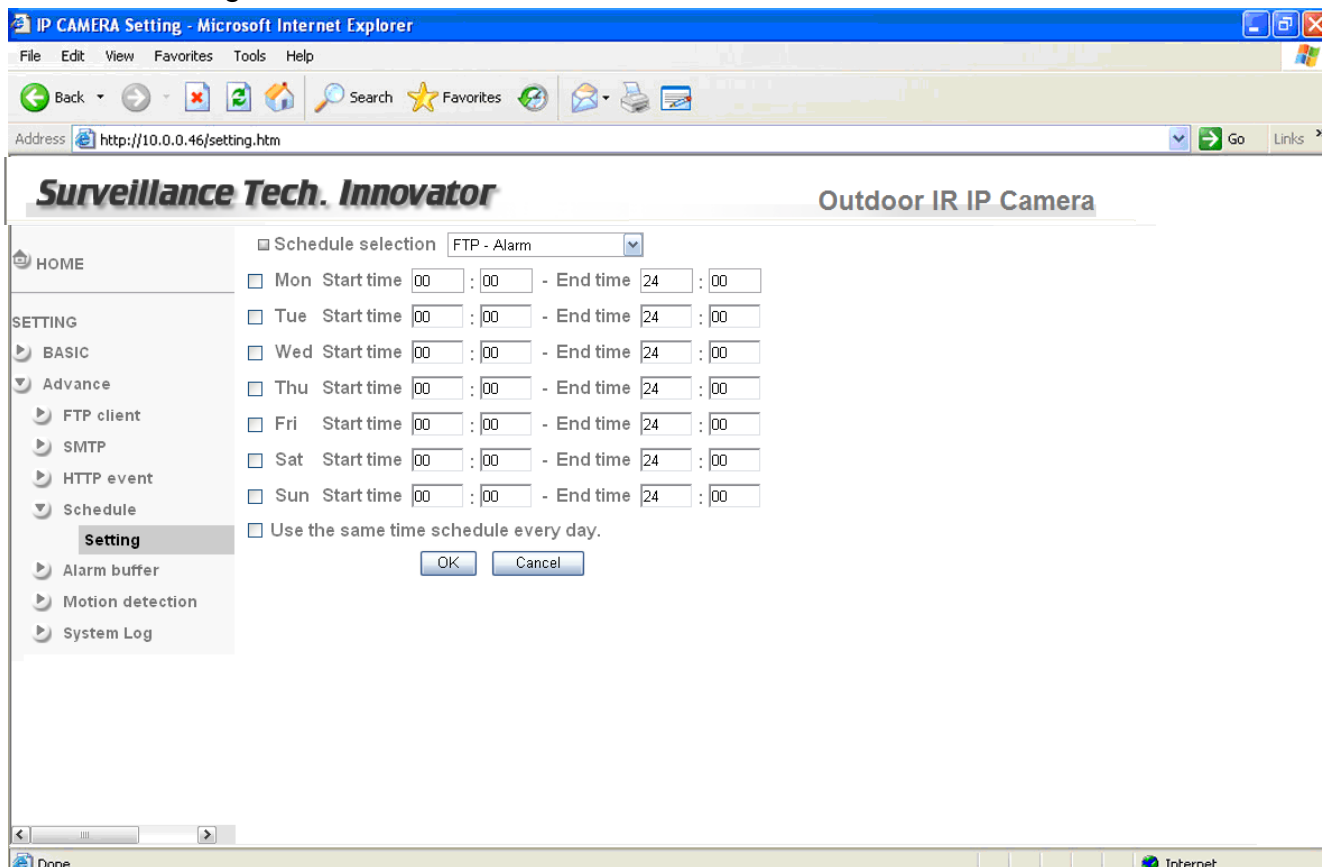 IP CAMERA Setting - Microsoft Internet Explorer
File Edit View Favorites Tools Help
Back Search Favorites
Address http://10.0.0.46/setting.htm Go Links »
Surveillance Tech. Innovator
Outdoor IR IP Camera
HOME
SETTING
BASIC
Advance
FTP client
SMTP
HTTP event
Schedule
Setting
Alarm buffer
Motion detection
System Log
Schedule selection FTP - Alarm
Mon Start time 00 : 00 - End time 24 : 00
Tue Start time 00 : 00 - End time 24 : 00
Wed Start time 00 : 00 - End time 24 : 00
Thu Start time 00 : 00 - End time 24 : 00
Fri Start time 00 : 00 - End time 24 : 00
Sat Start time 00 : 00 - End time 24 : 00
Sun Start time 00 : 00 - End time 24 : 00
Use the same time schedule every day.
OK Cancel
Done Internet